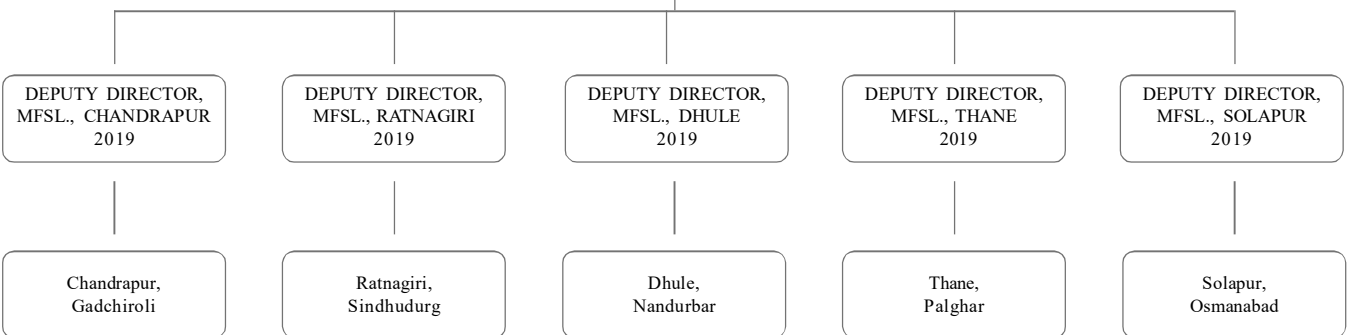 DEPUTY DIRECTOR,
MFSL., CHANDRAPUR
2019
DEPUTY DIRECTOR,
MFSL., RATNAGIRI
2019
DEPUTY DIRECTOR,
MFSL., DHULE
2019
DEPUTY DIRECTOR,
MFSL., THANE
2019
DEPUTY DIRECTOR,
MFSL., SOLAPUR
2019
Chandrapur,
Gadchiroli
Ratnagiri,
Sindhudurg
Dhule,
Nandurbar
Thane,
Palghar
Solapur,
Osmanabad